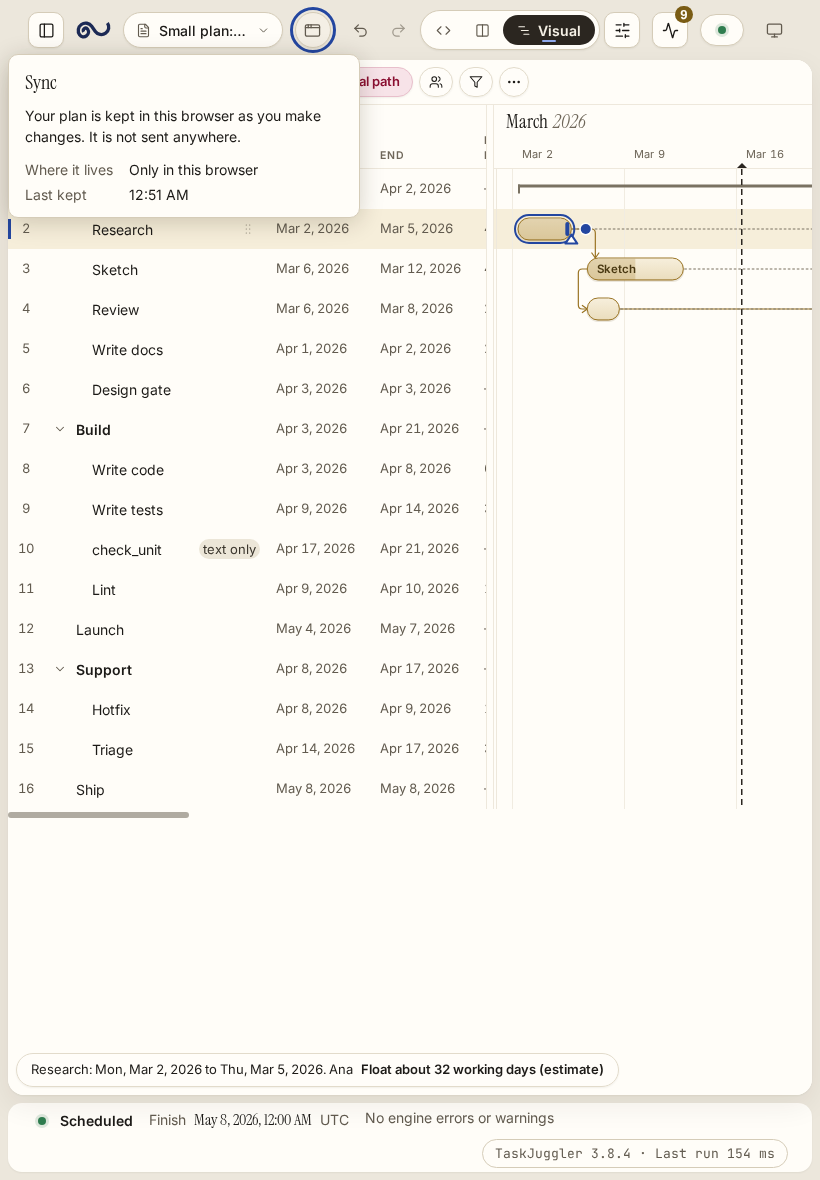 Small plan:...
Visual
9
Sync
Your plan is kept in this browser as you make
changes. It is not sent anywhere.
Where it lives Only in this browser
Last kept 12:51 AM
al path
March 2026
END
Mar 2 Mar 9 Mar 16
Apr 2, 2026
2 Research Mar 2, 2026 Mar 5, 2026
3 Sketch Mar 6, 2026 Mar 12, 2026 Sketch
4 Review Mar 6, 2026 Mar 8, 2026
5 Write docs Apr 1, 2026 Apr 2, 2026
6 Design gate Apr 3, 2026 Apr 3, 2026
7 Build Apr 3, 2026 Apr 21, 2026
8 Write code Apr 3, 2026 Apr 8, 2026
9 Write tests Apr 9, 2026 Apr 14, 2026
10 check_unit text only Apr 17, 2026 Apr 21, 2026
11 Lint Apr 9, 2026 Apr 10, 2026
12 Launch May 4, 2026 May 7, 2026
13 Support Apr 8, 2026 Apr 17, 2026
14 Hotfix Apr 8, 2026 Apr 9, 2026
15 Triage Apr 14, 2026 Apr 17, 2026
16 Ship May 8, 2026 May 8, 2026
Research: Mon, Mar 2, 2026 to Thu, Mar 5, 2026. Ana Float about 32 working days (estimate)
Scheduled Finish May 8, 2026, 12:00 AM UTC No engine errors or warnings
TaskJuggler 3.8.4 · Last run 154 ms